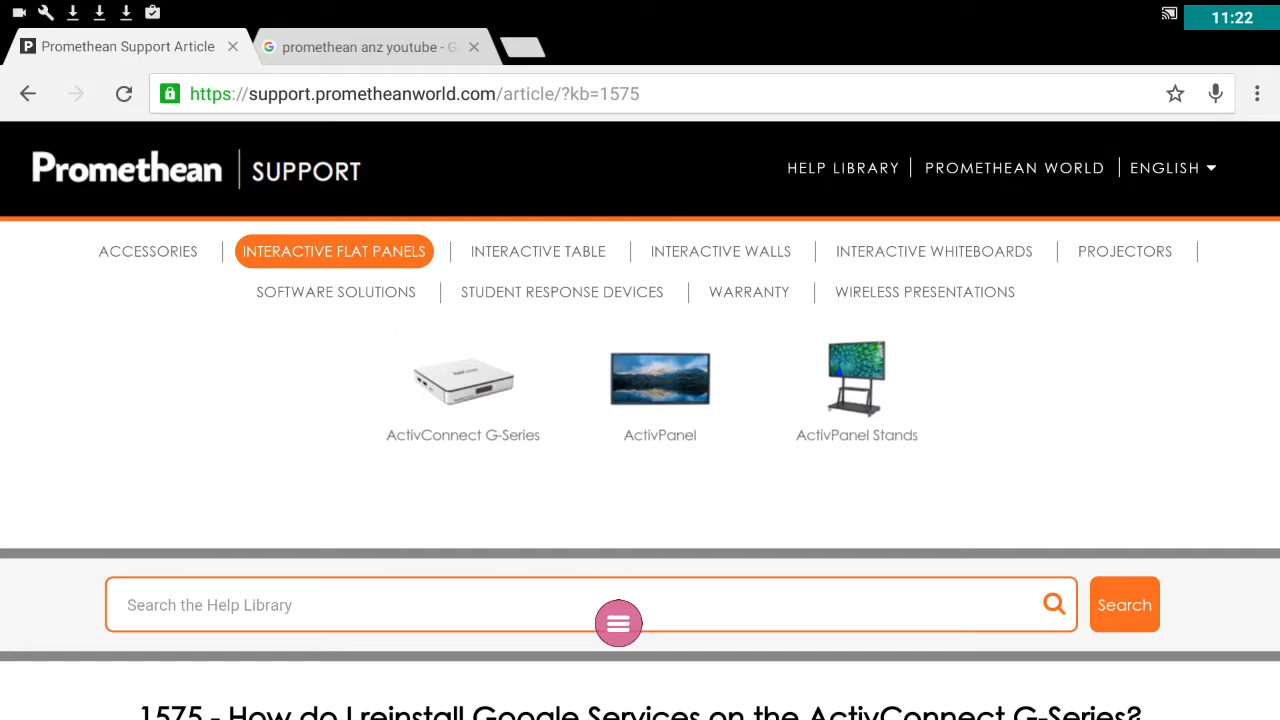 11:22
Promethean Support Article
promethean anz youtube - G
https://support.prometheanworld.com/article/?kb=1575
Promethean | SUPPORT
HELP LIBRARY | PROMETHEAN WORLD | ENGLISH
ACCESSORIES | INTERACTIVE FLAT PANELS | INTERACTIVE TABLE | INTERACTIVE WALLS | INTERACTIVE WHITEBOARDS | PROJECTORS |
SOFTWARE SOLUTIONS | STUDENT RESPONSE DEVICES | WARRANTY | WIRELESS PRESENTATIONS
ActivConnect G-Series ActivPanel ActivPanel Stands
Search the Help Library Search
1575 - How do I reinstall Google Services on the ActivConnect G-Series?